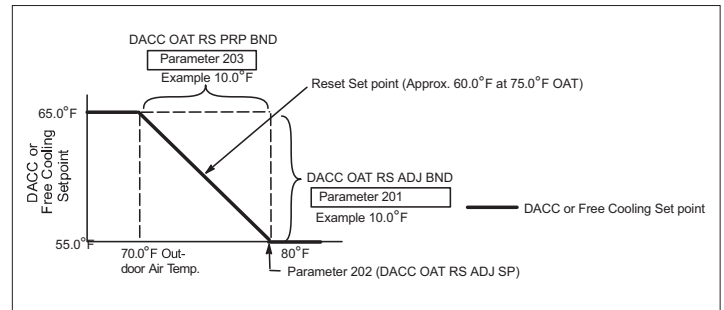 DACC OAT RS PRP BND
Parameter 203
Example 10.0°F
Reset Set point (Approx. 60.0°F at 75.0°F OAT)
65.0°F
DACC or
Free Cooling
Setpoint
DACC OAT RS ADJ BND
Parameter 201
Example 10.0°F
DACC or Free Cooling Set point
55.0°F
70.0°F Out-
door Air Temp.
80°F
Parameter 202 (DACC OAT RS ADJ SP)